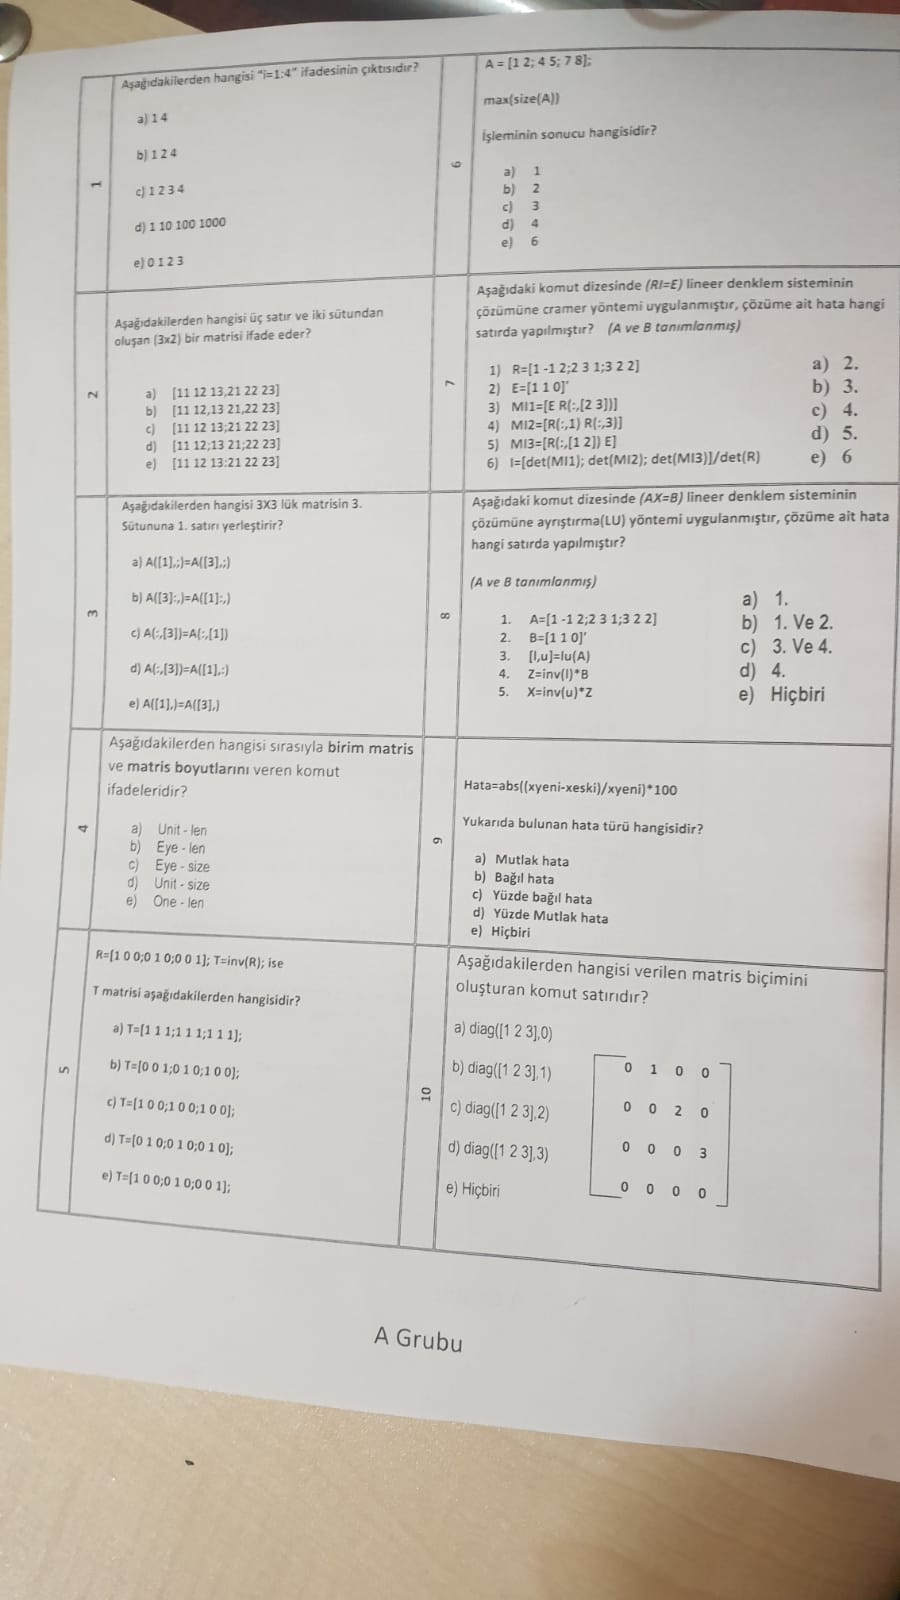 1
Aşağıdakilerden hangisi "i=1:4" ifadesinin çıktısıdır?
a) 1 4
b) 1 2 4
c) 1 2 3 4
d) 1 10 100 1000
e) 0 1 2 3
2
Aşağıdakilerden hangisi üç satır ve iki sütundan
oluşan (3x2) bir matrisi ifade eder?
a) [11 12 13,21 22 23]
b) [11 12,13 21,22 23]
c) [11 12 13;21 22 23]
d) [11 12;13 21;22 23]
e) [11 12 13:21 22 23]
3
Aşağıdakilerden hangisi 3X3 lük matrisin 3.
Sütununa 1. satırı yerleştirir?
a) A([1],:)=A([3],:)
b) A([3]:,)=A([1]:,)
c) A(:,[3])=A(:,[1])
d) A(:,[3])=A([1],:)
e) A([1],)=A([3],)
4
Aşağıdakilerden hangisi sırasıyla birim matris
ve matris boyutlarını veren komut
ifadeleridir?
a) Unit - len
b) Eye - len
c) Eye - size
d) Unit - size
e) One - len
5
R=[1 0 0;0 1 0;0 0 1]; T=inv(R); ise
T matrisi aşağıdakilerden hangisidir?
a) T=[1 1 1;1 1 1;1 1 1];
b) T=[0 0 1;0 1 0;1 0 0];
c) T=[1 0 0;1 0 0;1 0 0];
d) T=[0 1 0;0 1 0;0 1 0];
e) T=[1 0 0;0 1 0;0 0 1];
6
A = [1 2; 4 5; 7 8];
max(size(A))
İşleminin sonucu hangisidir?
a) 1
b) 2
c) 3
d) 4
e) 6
7
Aşağıdaki komut dizesinde (RI=E) lineer denklem sisteminin
çözümüne cramer yöntemi uygulanmıştır, çözüme ait hata hangi
satırda yapılmıştır? (A ve B tanımlanmış)
1) R=[1 -1 2;2 3 1;3 2 2]
2) E=[1 1 0]'
3) MI1=[E R(:,[2 3])]
4) MI2=[R(:,1) R(:,3)]
5) MI3=[R(:,[1 2]) E]
6) I=[det(MI1); det(MI2); det(MI3)]/det(R)
a) 2.
b) 3.
c) 4.
d) 5.
e) 6
8
Aşağıdaki komut dizesinde (AX=B) lineer denklem sisteminin
çözümüne ayrıştırma(LU) yöntemi uygulanmıştır, çözüme ait hata
hangi satırda yapılmıştır?
(A ve B tanımlanmış)
1. A=[1 -1 2;2 3 1;3 2 2]
2. B=[1 1 0]'
3. [l,u]=lu(A)
4. Z=inv(l)*B
5. X=inv(u)*Z
a) 1.
b) 1. Ve 2.
c) 3. Ve 4.
d) 4.
e) Hiçbiri
9
Hata=abs((xyeni-xeski)/xyeni)*100
Yukarıda bulunan hata türü hangisidir?
a) Mutlak hata
b) Bağıl hata
c) Yüzde bağıl hata
d) Yüzde Mutlak hata
e) Hiçbiri
10
Aşağıdakilerden hangisi verilen matris biçimini
oluşturan komut satırıdır?
a) diag([1 2 3],0)
b) diag([1 2 3],1)
c) diag([1 2 3],2)
d) diag([1 2 3],3)
e) Hiçbiri
0 1 0 0
0 0 2 0
0 0 0 3
0 0 0 0
A Grubu